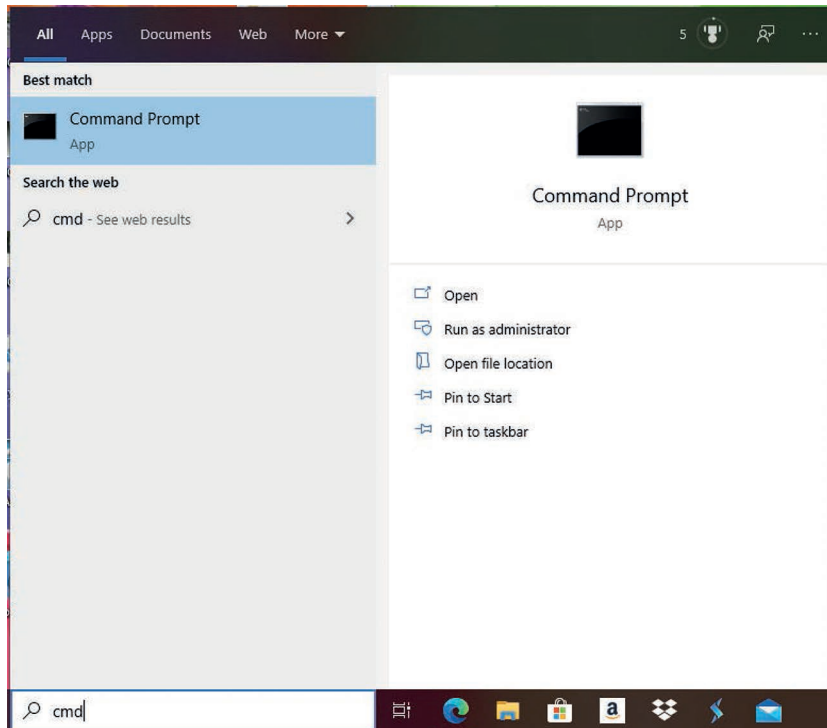 All Apps Documents Web More 5 ...
Best match
Command Prompt
App
Search the web
cmd - See web results
Command Prompt
App
Open
Run as administrator
Open file location
Pin to Start
Pin to taskbar
cmd
a